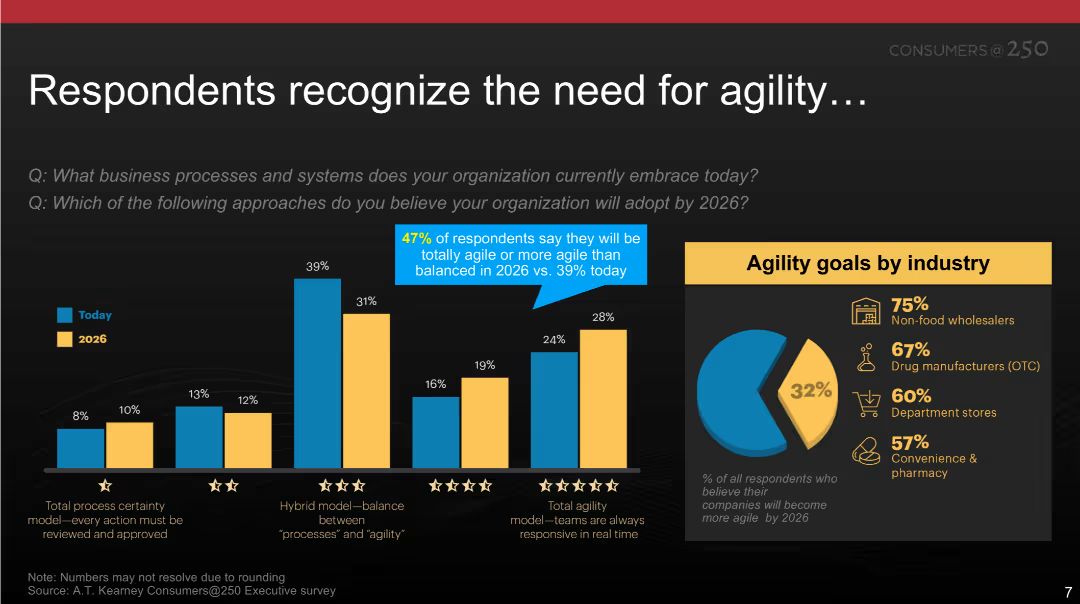 CONSUMERS@250
Respondents recognize the need for agility…
Q: What business processes and systems does your organization currently embrace today?
Q: Which of the following approaches do you believe your organization will adopt by 2026?
47% of respondents say they will be
totally agile or more agile than
balanced in 2026 vs. 39% today
Today
2026
8%
10%
13%
12%
39%
31%
16%
19%
24%
28%
Total process certainty
model—every action must be
reviewed and approved
Hybrid model—balance
between
“processes” and “agility”
Total agility
model—teams are always
responsive in real time
Agility goals by industry
32%
% of all respondents who
believe their
companies will become
more agile by 2026
75%
Non-food wholesalers
67%
Drug manufacturers (OTC)
60%
Department stores
57%
Convenience &
pharmacy
Note: Numbers may not resolve due to rounding
Source: A.T. Kearney Consumers@250 Executive survey
7